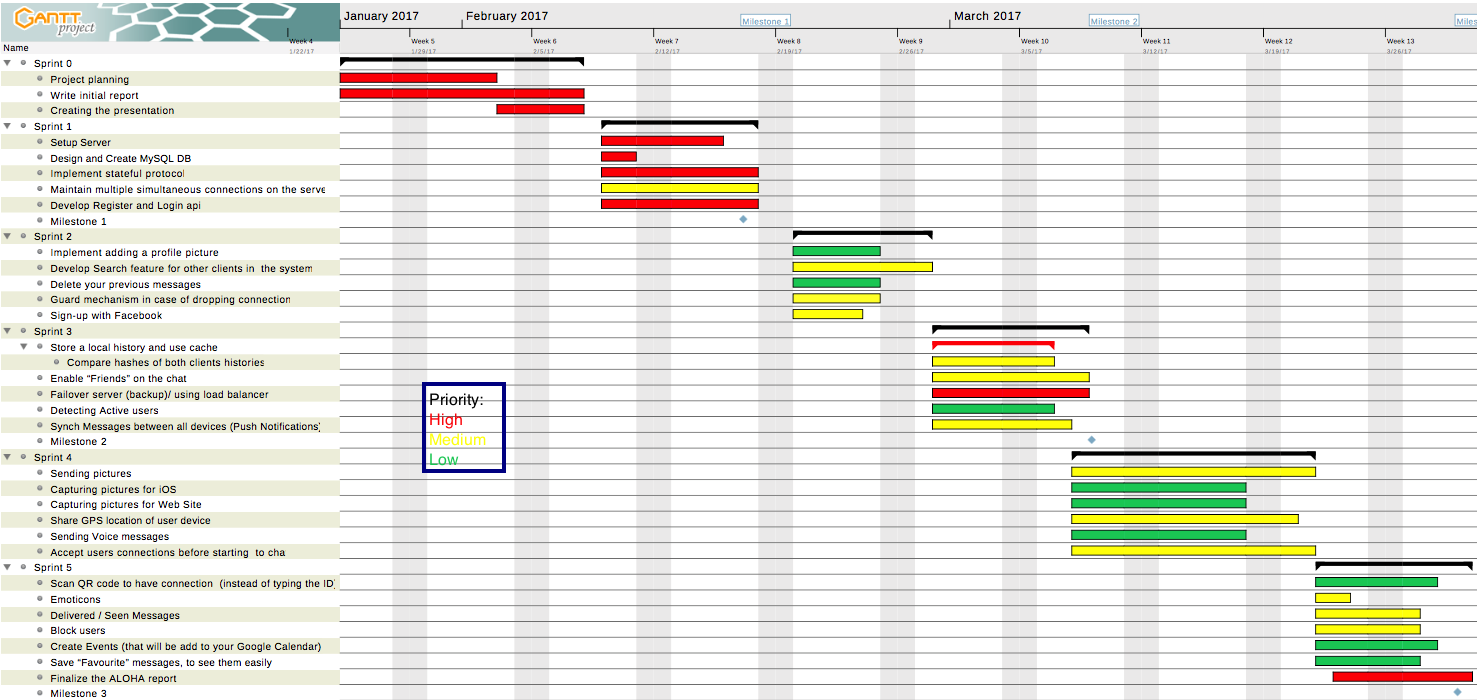 GANTT
project
January 2017
February 2017
Milestone 1
March 2017
Milestone 2
Miles
Name
Week 4
Week 5
Week 6
Week 7
Week 8
Week 9
Week 10
Week 11
Week 12
Week 13
1/22/17
1/29/17
2/5/17
2/12/17
2/19/17
2/26/17
3/5/17
3/12/17
3/19/17
3/26/17
Sprint 0
Project planning
Write initial report
Creating the presentation
Sprint 1
Setup Server
Design and Create MySQL DB
Implement stateful protocol
Maintain multiple simultaneous connections on the serve
Develop Register and Login api
Milestone 1
Sprint 2
Implement adding a profile picture
Develop Search feature for other clients in the system
Delete your previous messages
Guard mechanism in case of dropping connection
Sign-up with Facebook
Sprint 3
Store a local history and use cache
Compare hashes of both clients histories
Enable “Friends” on the chat
Failover server (backup)/ using load balancer
Detecting Active users
Synch Messages between all devices (Push Notifications)
Milestone 2
Priority:
High
Medium
Low
Sprint 4
Sending pictures
Capturing pictures for iOS
Capturing pictures for Web Site
Share GPS location of user device
Sending Voice messages
Accept users connections before starting to cha
Sprint 5
Scan QR code to have connection (instead of typing the ID)
Emoticons
Delivered / Seen Messages
Block users
Create Events (that will be add to your Google Calendar)
Save “Favourite” messages, to see them easily
Finalize the ALOHA report
Milestone 3